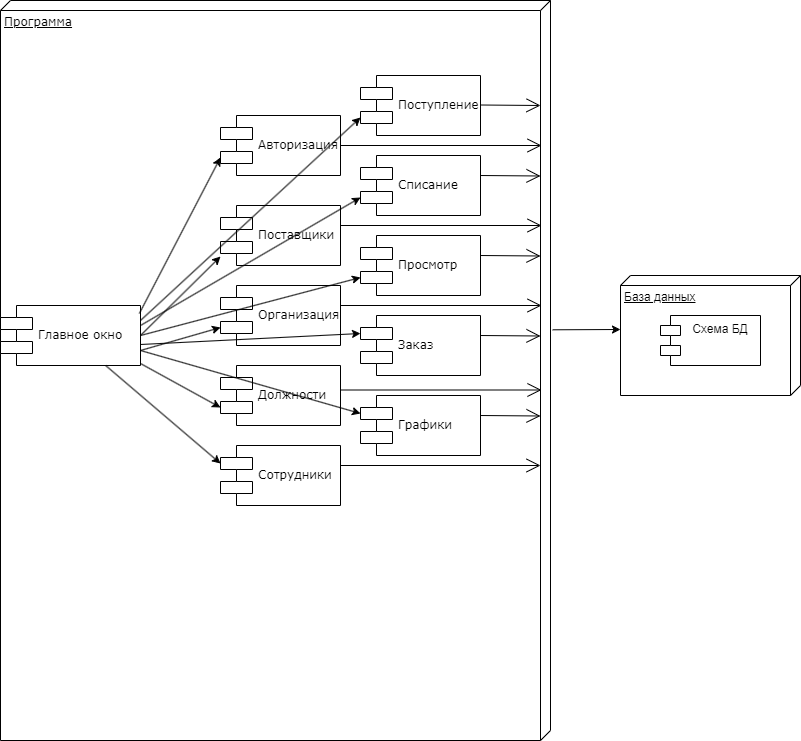 Программа
Поступление
Авторизация
Списание
Поставщики
Просмотр
База данных
Организация
Схема БД
Главное окно
Заказ
Должности
Графики
Сотрудники